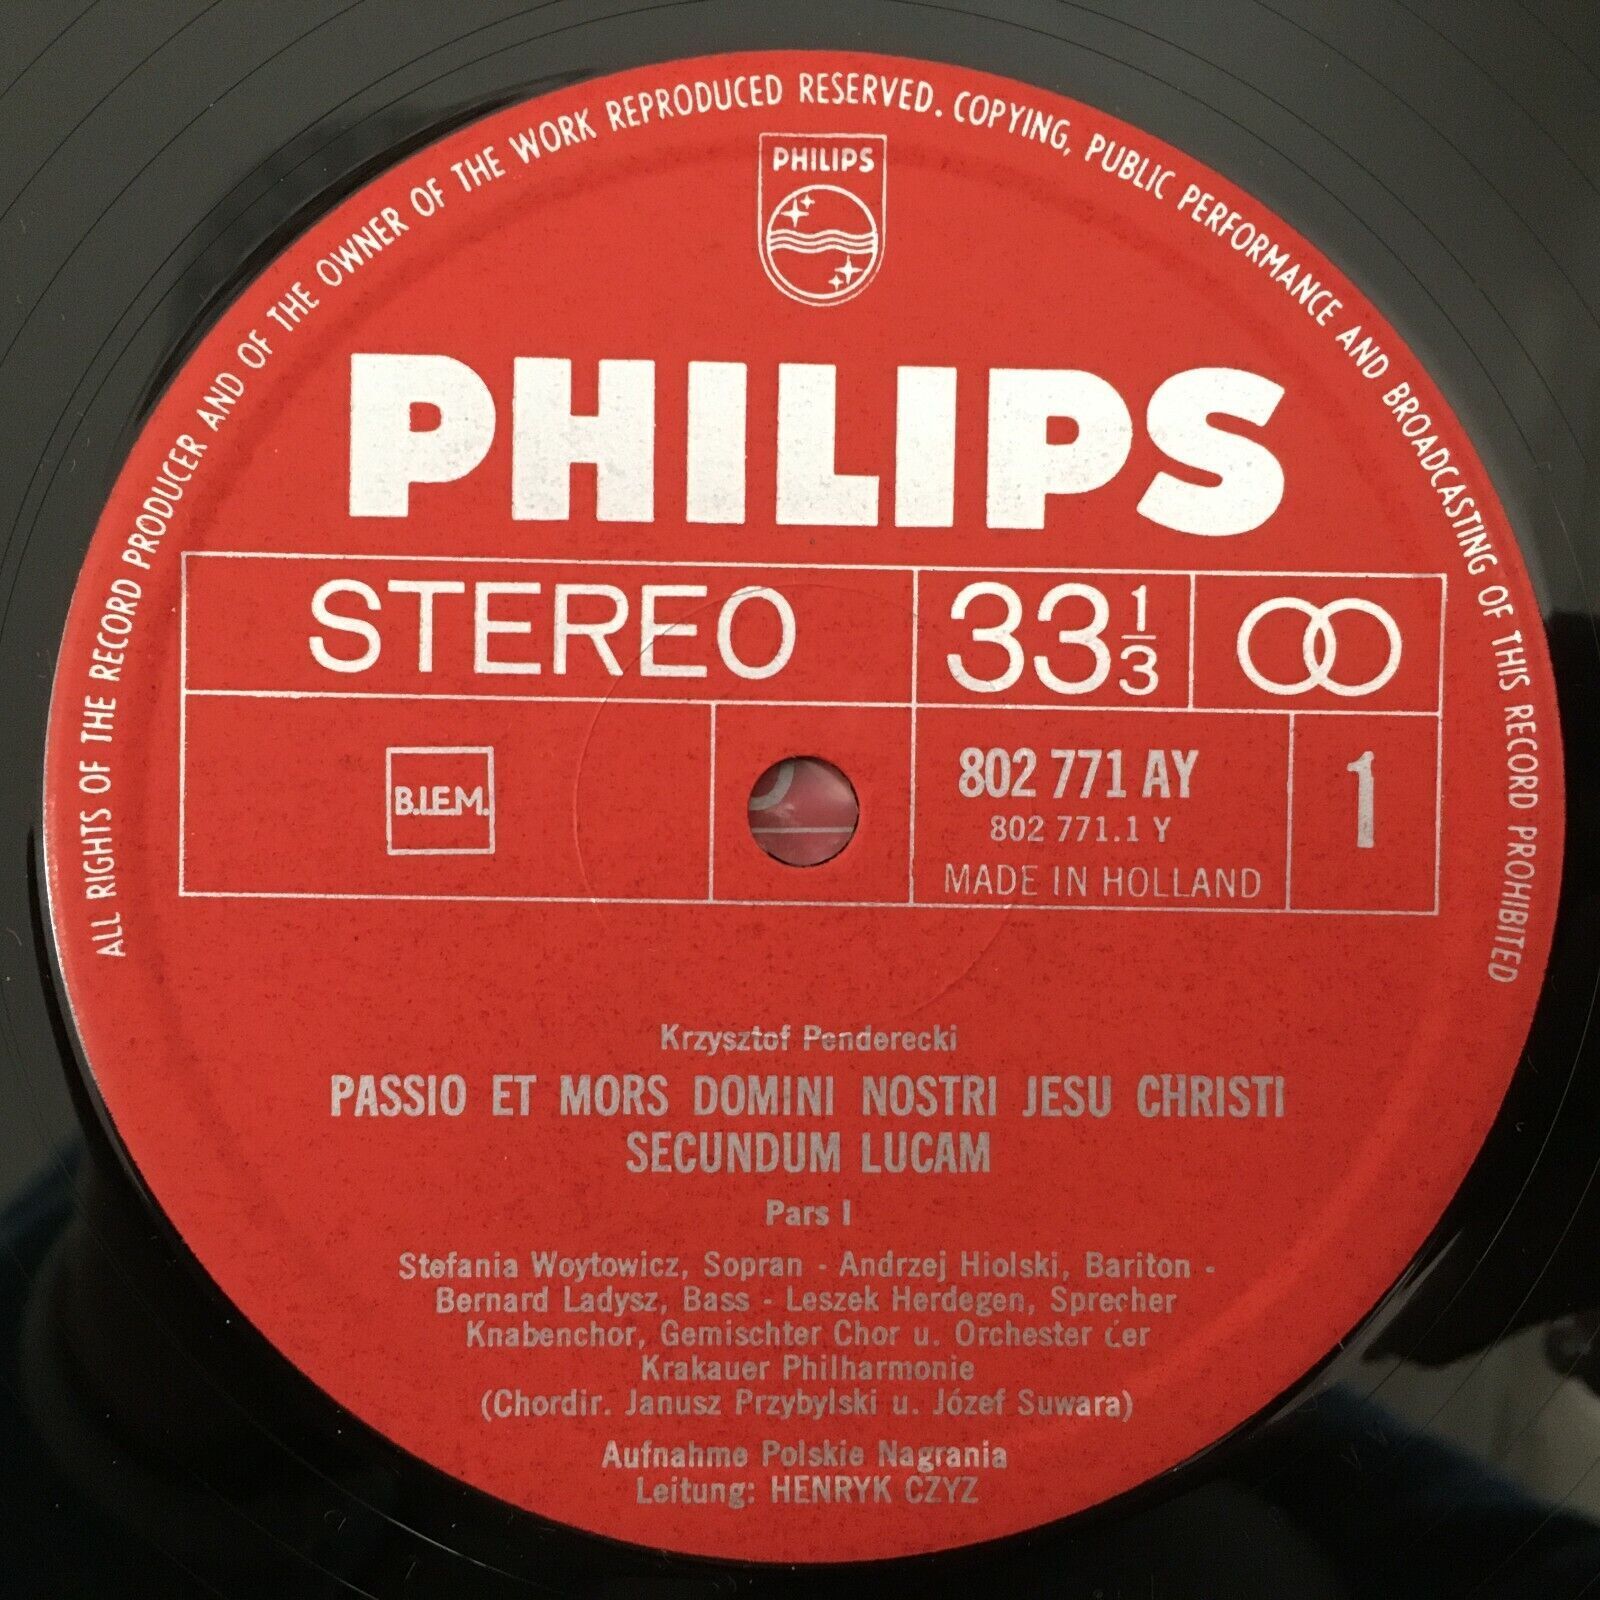 ALL RIGHTS OF THE RECORD PRODUCER AND OF THE OWNER OF THE WORK REPRODUCED RESERVED. COPYING, PUBLIC PERFORMANCE AND BROADCASTING OF THIS RECORD PROHIBITED
PHILIPS
PHILIPS
STEREO
33 1/3
B.I.E.M.
802 771 AY
802 771.1 Y
MADE IN HOLLAND
1
Krzysztof Penderecki
PASSIO ET MORS DOMINI NOSTRI JESU CHRISTI
SECUNDUM LUCAM
Pars I
Stefania Woytowicz, Sopran - Andrzej Hiolski, Bariton -
Bernard Ladysz, Bass - Leszek Herdegen, Sprecher
Knabenchor, Gemischter Chor u. Orchester der
Krakauer Philharmonie
(Chordir. Janusz Przybylski u. Józef Suwara)
Aufnahme Polskie Nagrania
Leitung: HENRYK CZYZ